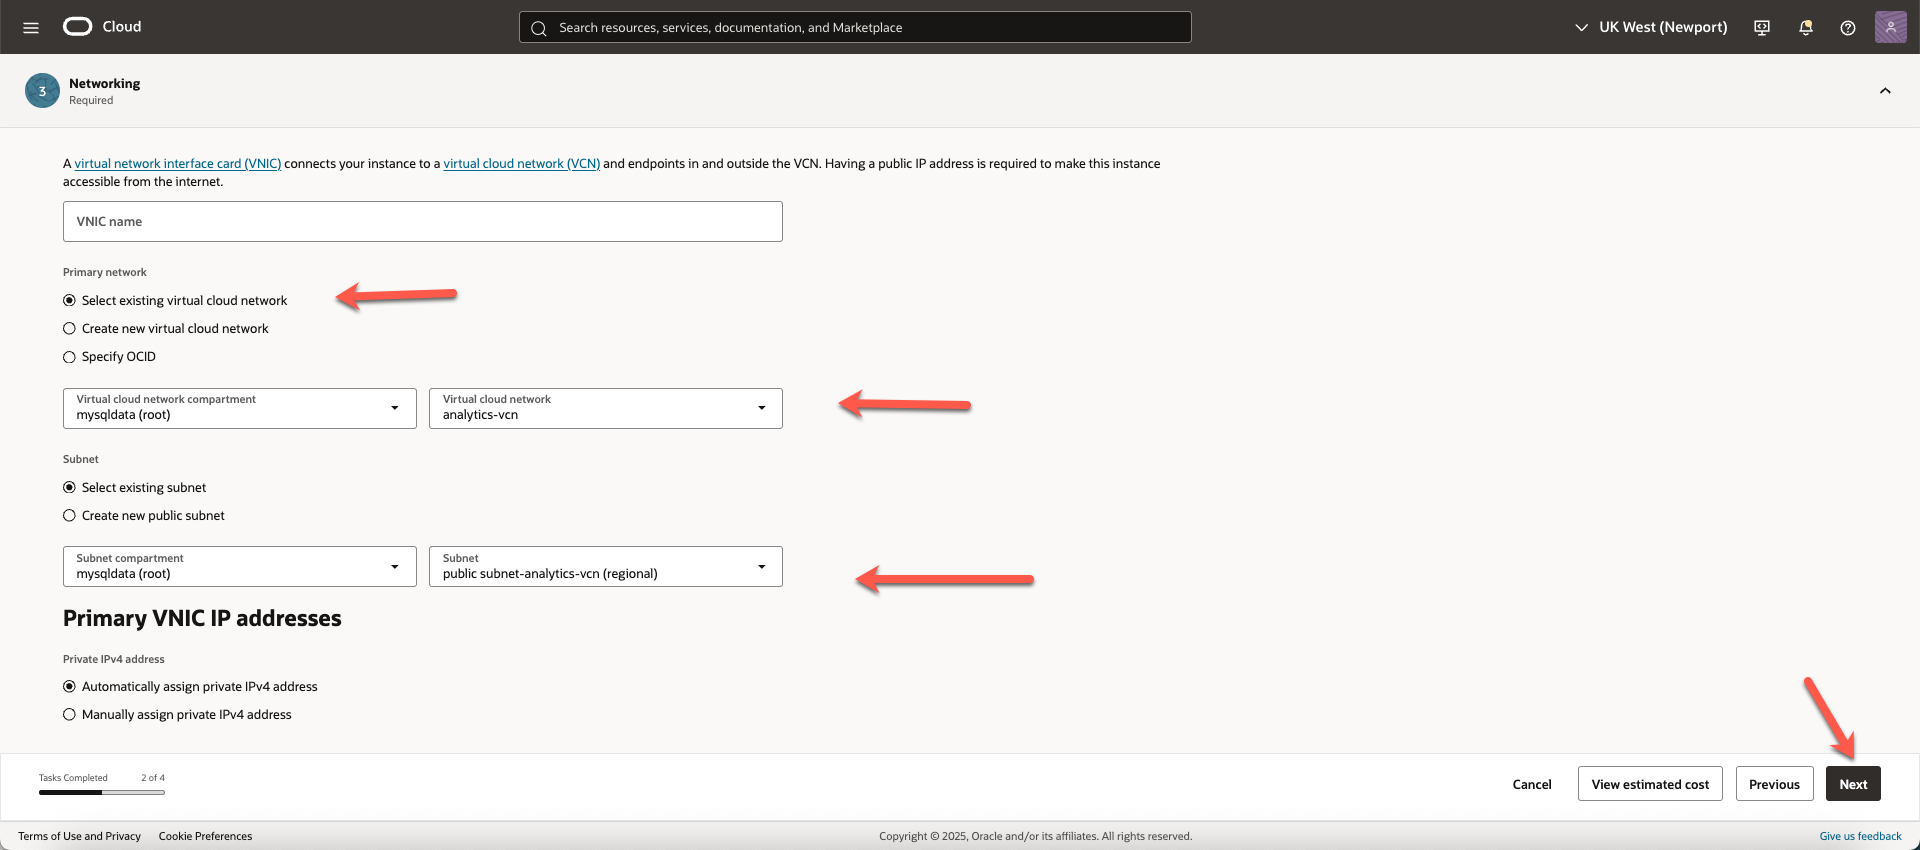 Cloud
Search resources, services, documentation, and Marketplace
UK West (Newport)
3
Networking
Required
A virtual network interface card (VNIC) connects your instance to a virtual cloud network (VCN) and endpoints in and outside the VCN. Having a public IP address is required to make this instance
accessible from the internet.
VNIC name
Primary network
Select existing virtual cloud network
Create new virtual cloud network
Specify OCID
Virtual cloud network compartment
mysqldata (root)
Virtual cloud network
analytics-vcn
Subnet
Select existing subnet
Create new public subnet
Subnet compartment
mysqldata (root)
Subnet
public subnet-analytics-vcn (regional)
Primary VNIC IP addresses
Private IPv4 address
Automatically assign private IPv4 address
Manually assign private IPv4 address
Tasks Completed 2 of 4
Cancel
View estimated cost
Previous
Next
Terms of Use and Privacy
Cookie Preferences
Copyright © 2025, Oracle and/or its affiliates. All rights reserved.
Give us feedback